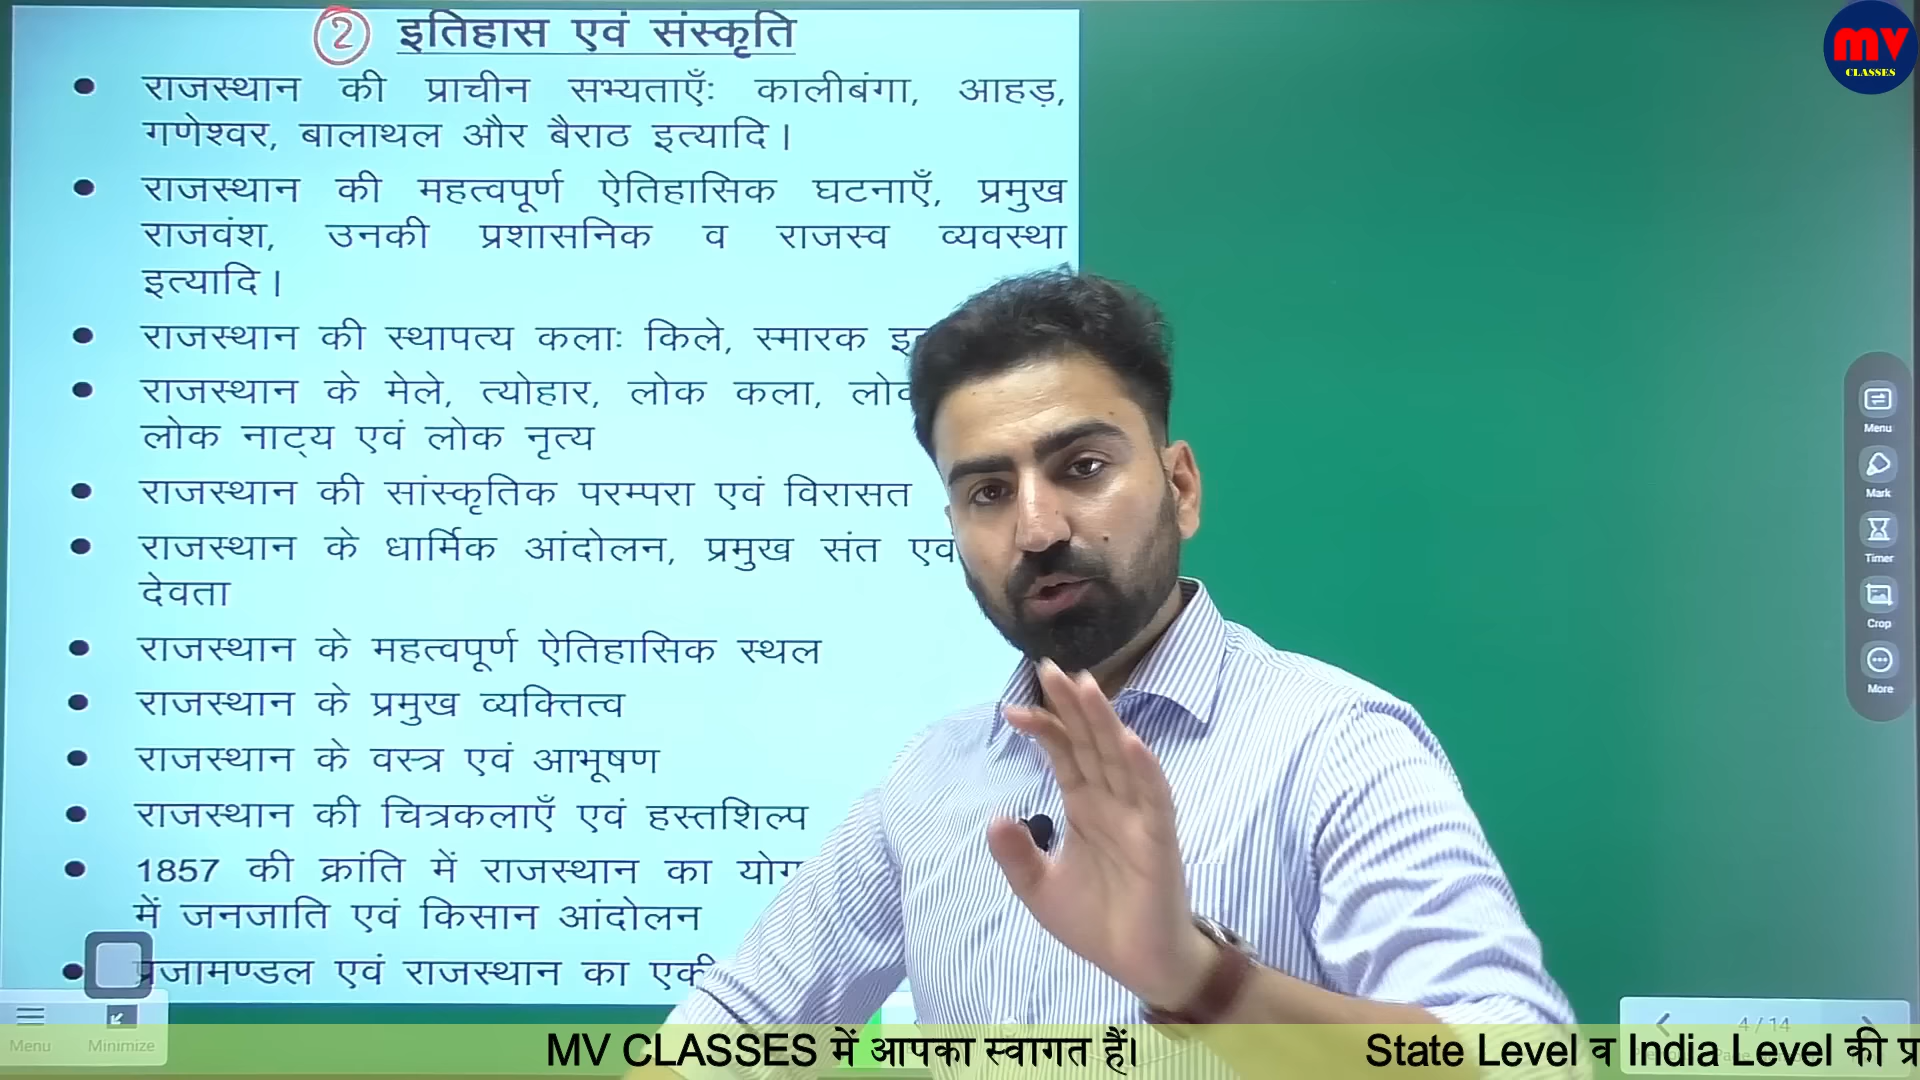 2 इतिहास एवं संस्कृति
MV
CLASSES
• राजस्थान की प्राचीन सभ्यताएँः कालीबंगा, आहड़,
गणेश्वर, बालाथल और बैराठ इत्यादि।
• राजस्थान की महत्वपूर्ण ऐतिहासिक घटनाएँ, प्रमुख
राजवंश, उनकी प्रशासनिक व राजस्व व्यवस्था
इत्यादि।
• राजस्थान की स्थापत्य कलाः किले, स्मारक
• राजस्थान के मेले, त्योहार, लोक कला,
लोक नाट्य एवं लोक नृत्य
• राजस्थान की सांस्कृतिक परम्परा एवं विरासत
• राजस्थान के धार्मिक आंदोलन, प्रमुख संत एवं
देवता
• राजस्थान के महत्वपूर्ण ऐतिहासिक स्थल
• राजस्थान के प्रमुख व्यक्तित्व
• राजस्थान के वस्त्र एवं आभूषण
• राजस्थान की चित्रकलाएँ एवं हस्तशिल्प
• 1857 की क्रांति में राजस्थान का
में जनजाति एवं किसान आंदोलन
• प्रजामण्डल एवं राजस्थान का
Menu
Mark
Timer
Crop
More
Menu Minimize
4 / 14
MV CLASSES में आपका स्वागत हैं। State Level व India Level की